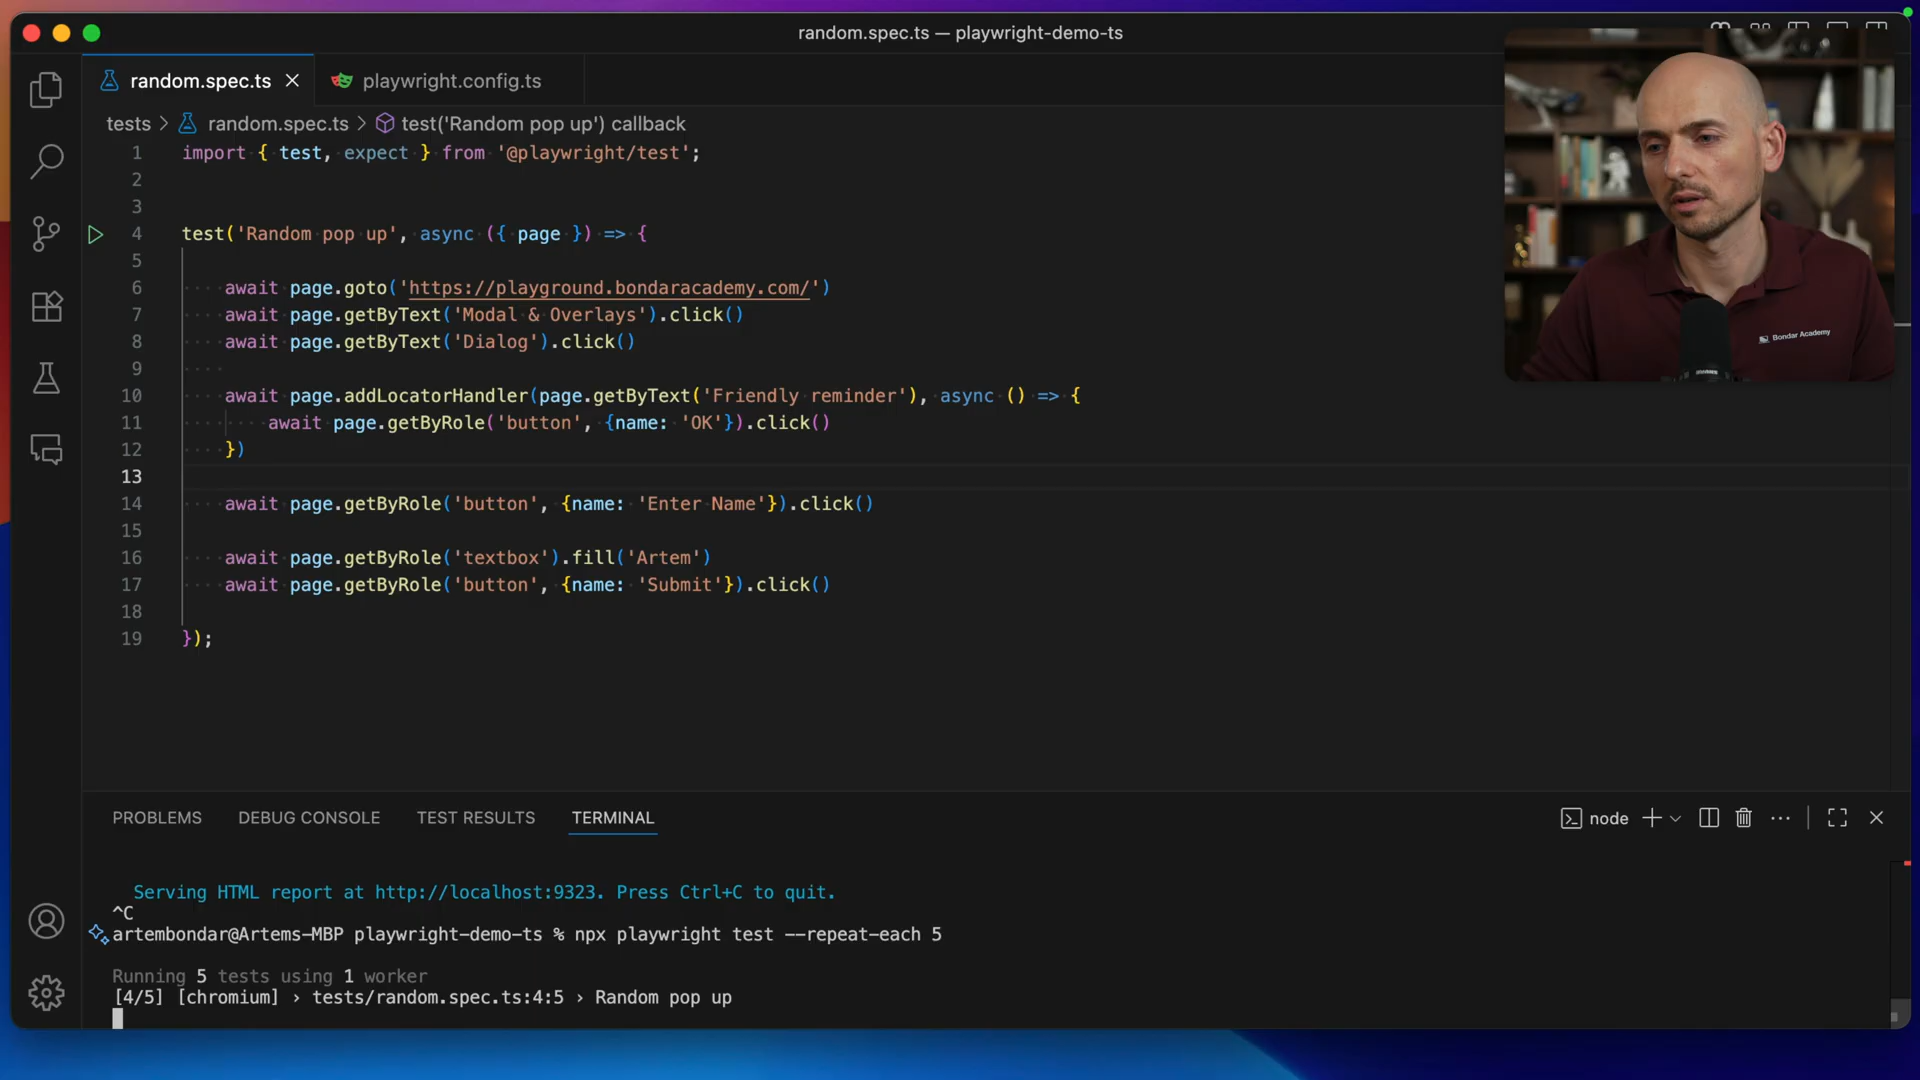 random.spec.ts — playwright-demo-ts
random.spec.ts
playwright.config.ts
tests > random.spec.ts > test('Random pop up') callback
1 import { test, expect } from '@playwright/test';
2
3
4 test('Random pop up', async ({ page }) => {
5
6 await page.goto('https://playground.bondaracademy.com/')
7 await page.getByText('Modal & Overlays').click()
8 await page.getByText('Dialog').click()
9
10 await page.addLocatorHandler(page.getByText('Friendly reminder'), async () => {
11 await page.getByRole('button', {name: 'OK'}).click()
12 })
13
14 await page.getByRole('button', {name: 'Enter Name'}).click()
15
16 await page.getByRole('textbox').fill('Artem')
17 await page.getByRole('button', {name: 'Submit'}).click()
18
19 });
Bondar Academy
PROBLEMS DEBUG CONSOLE TEST RESULTS TERMINAL
node
Serving HTML report at http://localhost:9323. Press Ctrl+C to quit.
^C
artembondar@Artems-MBP playwright-demo-ts % npx playwright test --repeat-each 5
Running 5 tests using 1 worker
[4/5] [chromium] › tests/random.spec.ts:4:5 › Random pop up